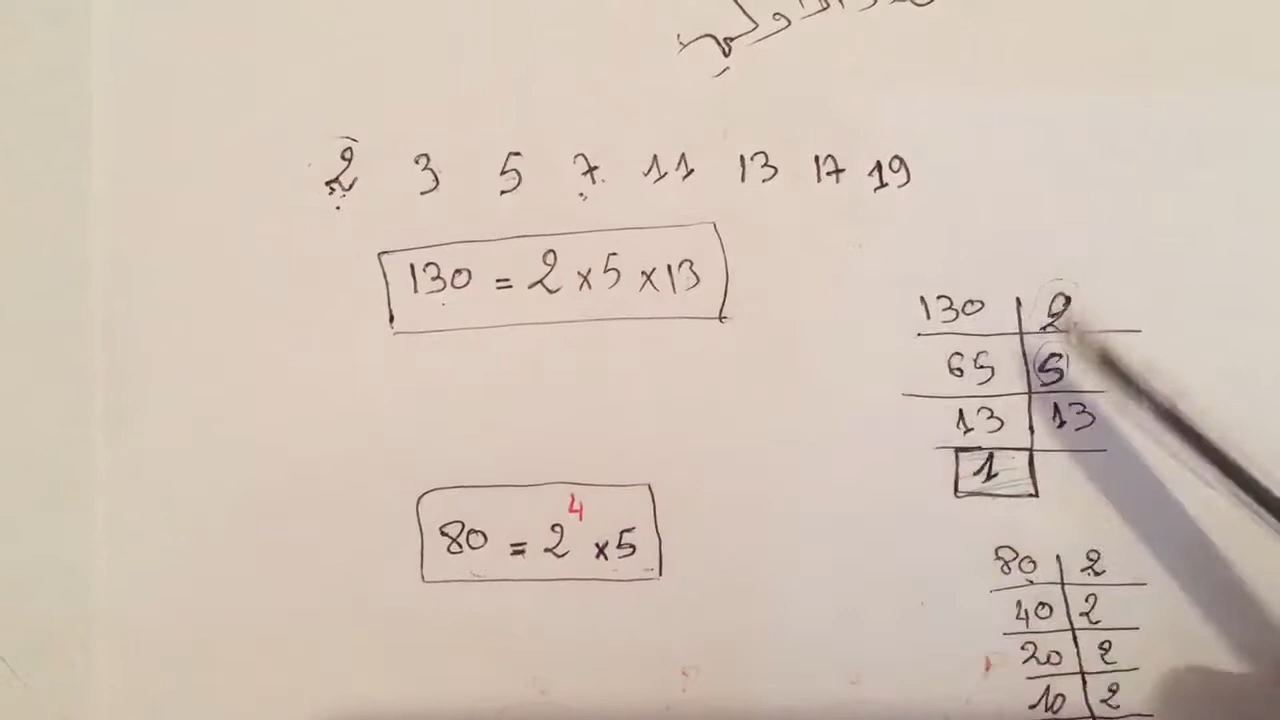 2 3 5 7 11 13 17 19
130 = 2 × 5 × 13
130 | 2
65 | 5
13 | 13
1
80 = 2⁴ × 5
80 | 2
40 | 2
20 | 2
10 | 2